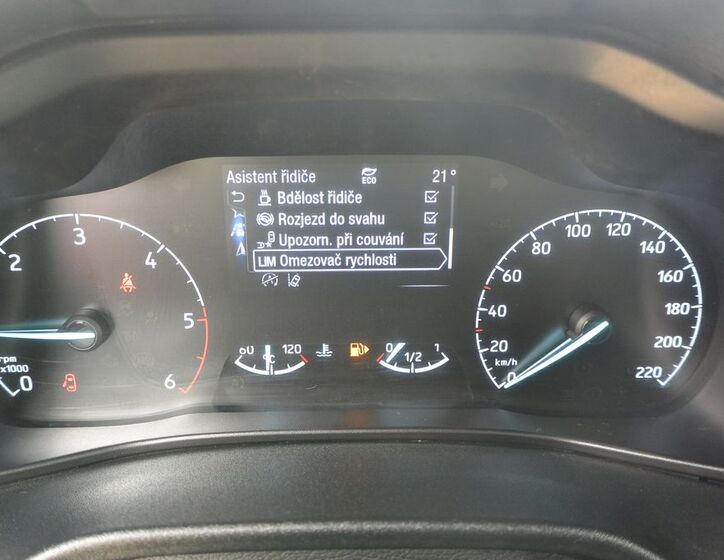 Asistent řidiče ECO 21°
Bdělost řidiče
Rozjezd do svahu
Upozorn. při couvání
LIM Omezovač rychlosti
0 2 3 4 5 6
rpm
x1000
60 120
°C
0 1/2 1
0 20 40 60 80 100 120 140 160 180 200 220
km/h